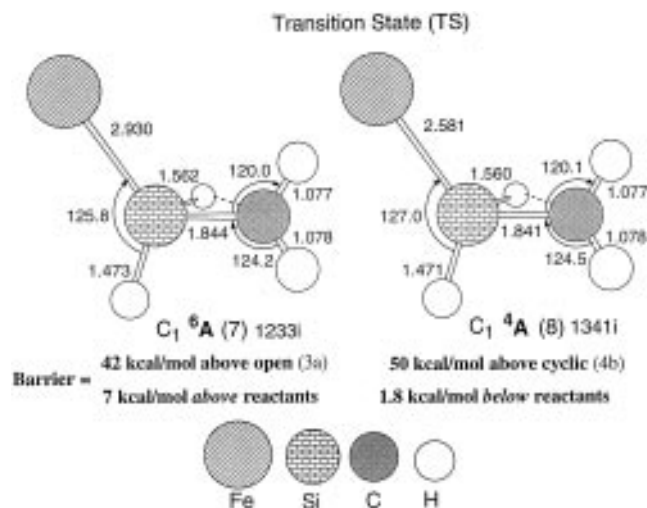 Transition State (TS)
2.930
1.562
120.0
1.077
125.8
1.844
1.078
1.473
124.2
C₁ ⁶A (7) 1233i
2.581
1.560
120.1
1.077
127.0
1.841
1.078
1.471
124.5
C₁ ⁴A (8) 1341i
Barrier =
42 kcal/mol above open (3a)
7 kcal/mol above reactants
50 kcal/mol above cyclic (4b)
1.8 kcal/mol below reactants
Fe Si C H